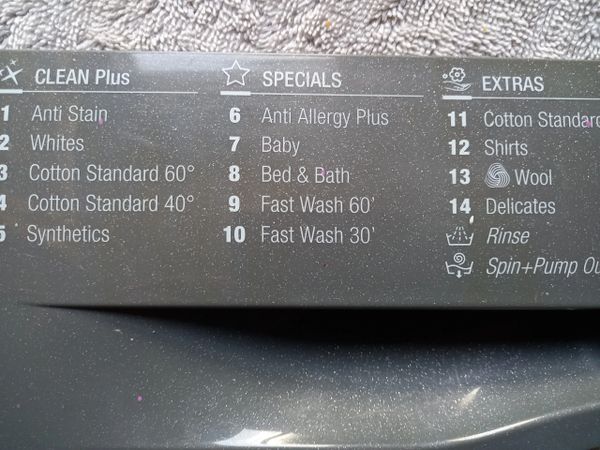 CLEAN Plus
1 Anti Stain
2 Whites
3 Cotton Standard 60°
4 Cotton Standard 40°
5 Synthetics
SPECIALS
6 Anti Allergy Plus
7 Baby
8 Bed & Bath
9 Fast Wash 60'
10 Fast Wash 30'
EXTRAS
11 Cotton Standard
12 Shirts
13 Wool
14 Delicates
Rinse
Spin+Pump Ou